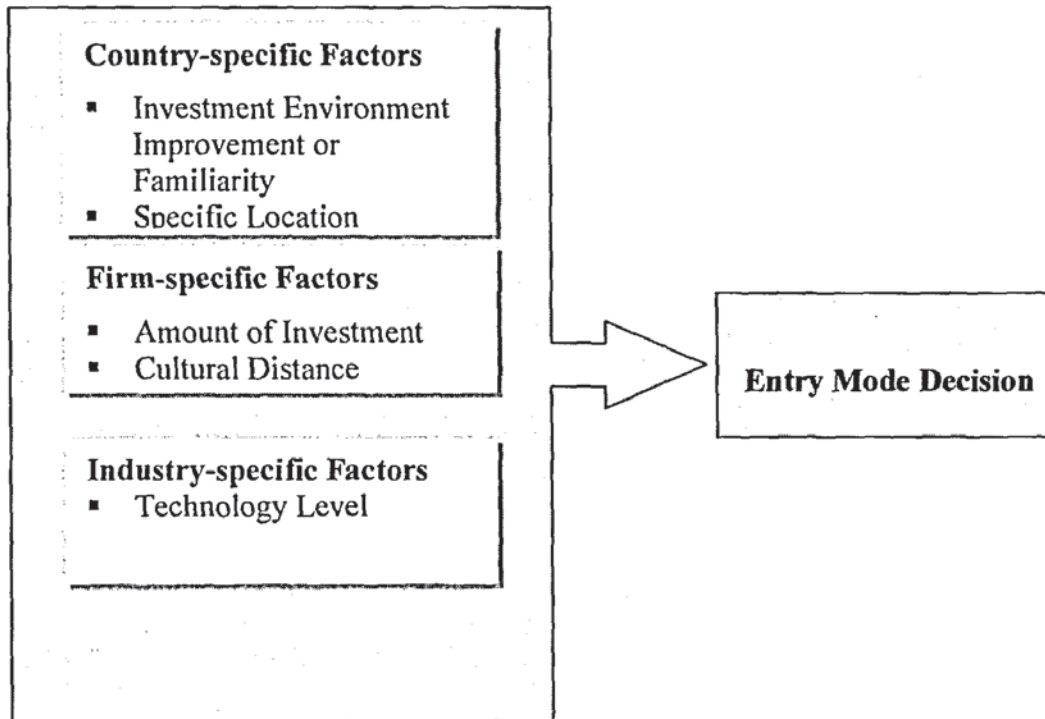 Country-specific Factors
▪ Investment Environment
Improvement or
Familiarity
▪ Specific Location
Firm-specific Factors
▪ Amount of Investment
▪ Cultural Distance
Industry-specific Factors
▪ Technology Level
Entry Mode Decision